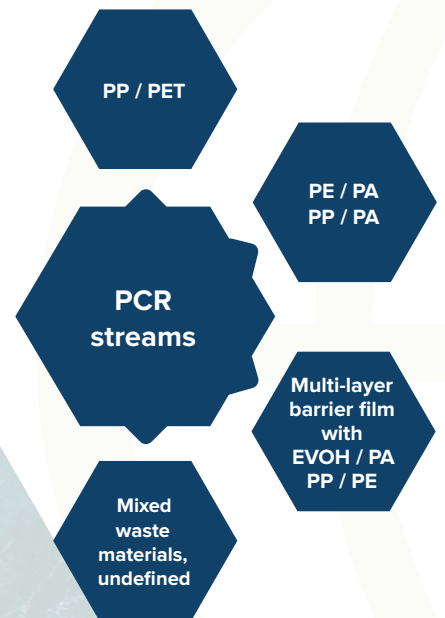 PP / PET
PE / PA
PP / PA
PCR
streams
Multi-layer
barrier film
with
EVOH / PA
PP / PE
Mixed
waste
materials,
undefined